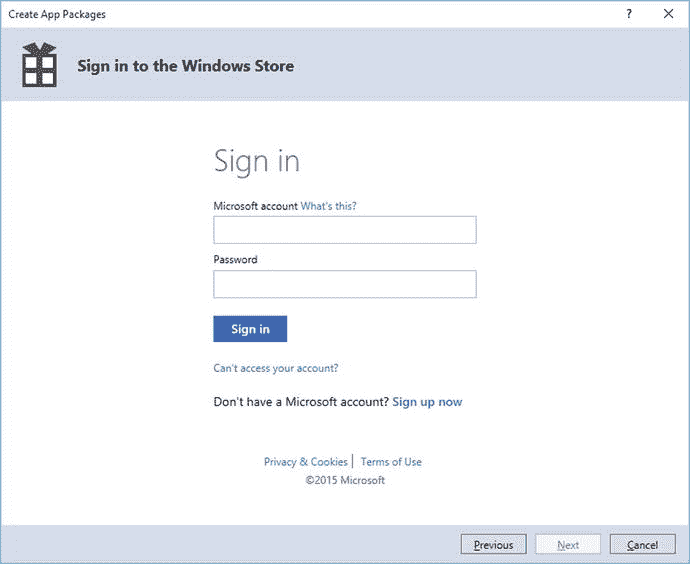 Create App Packages
?
Sign in to the Windows Store
Sign in
Microsoft account What's this?
Password
Sign in
Can't access your account?
Don't have a Microsoft account? Sign up now
Privacy & Cookies | Terms of Use
©2015 Microsoft
Previous Next Cancel